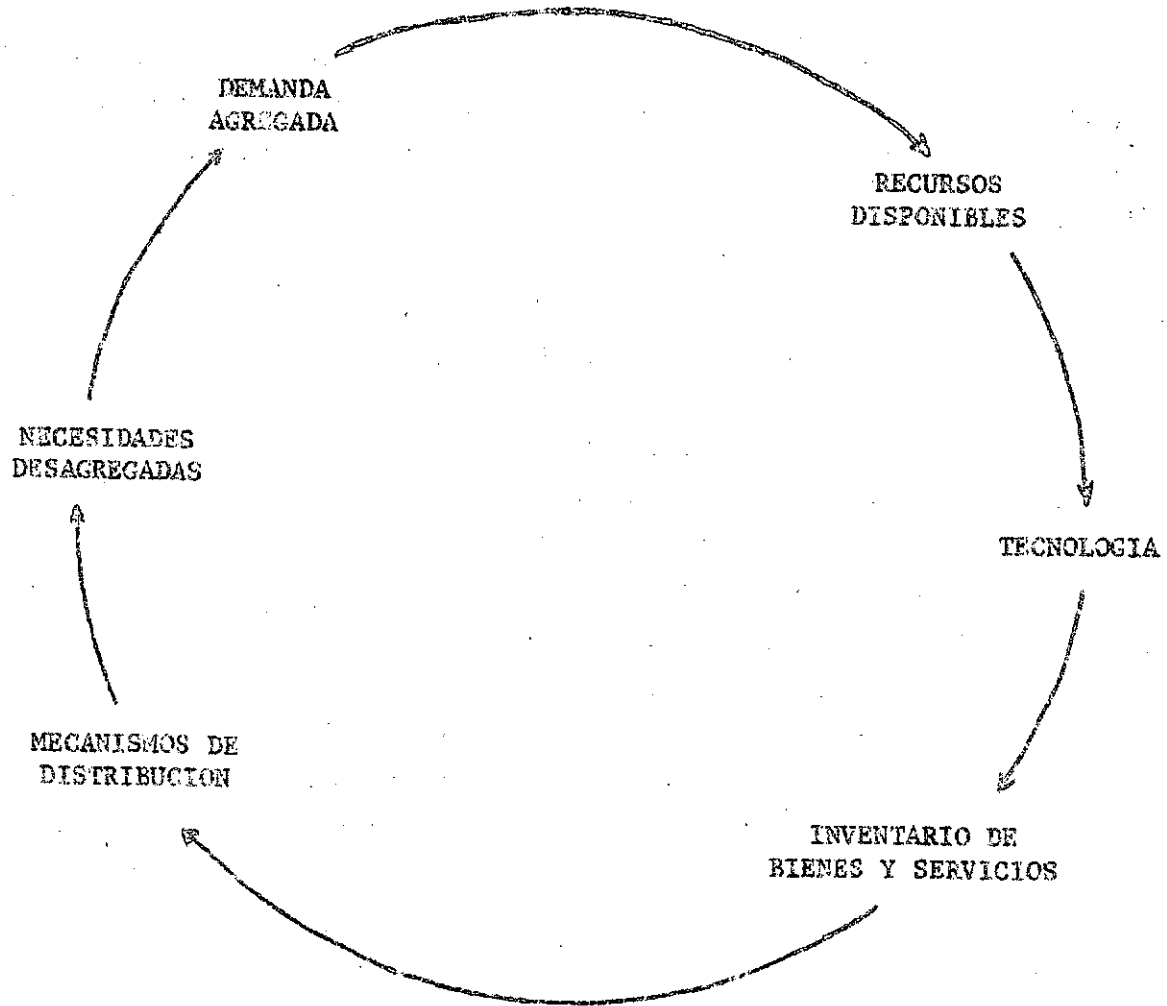 DEMANDA
AGREGADA
RECURSOS
DISPONIBLES
NECESIDADES
DESAGREGADAS
TECNOLOGIA
MECANISMOS DE
DISTRIBUCION
INVENTARIO DE
BIENES Y SERVICIOS